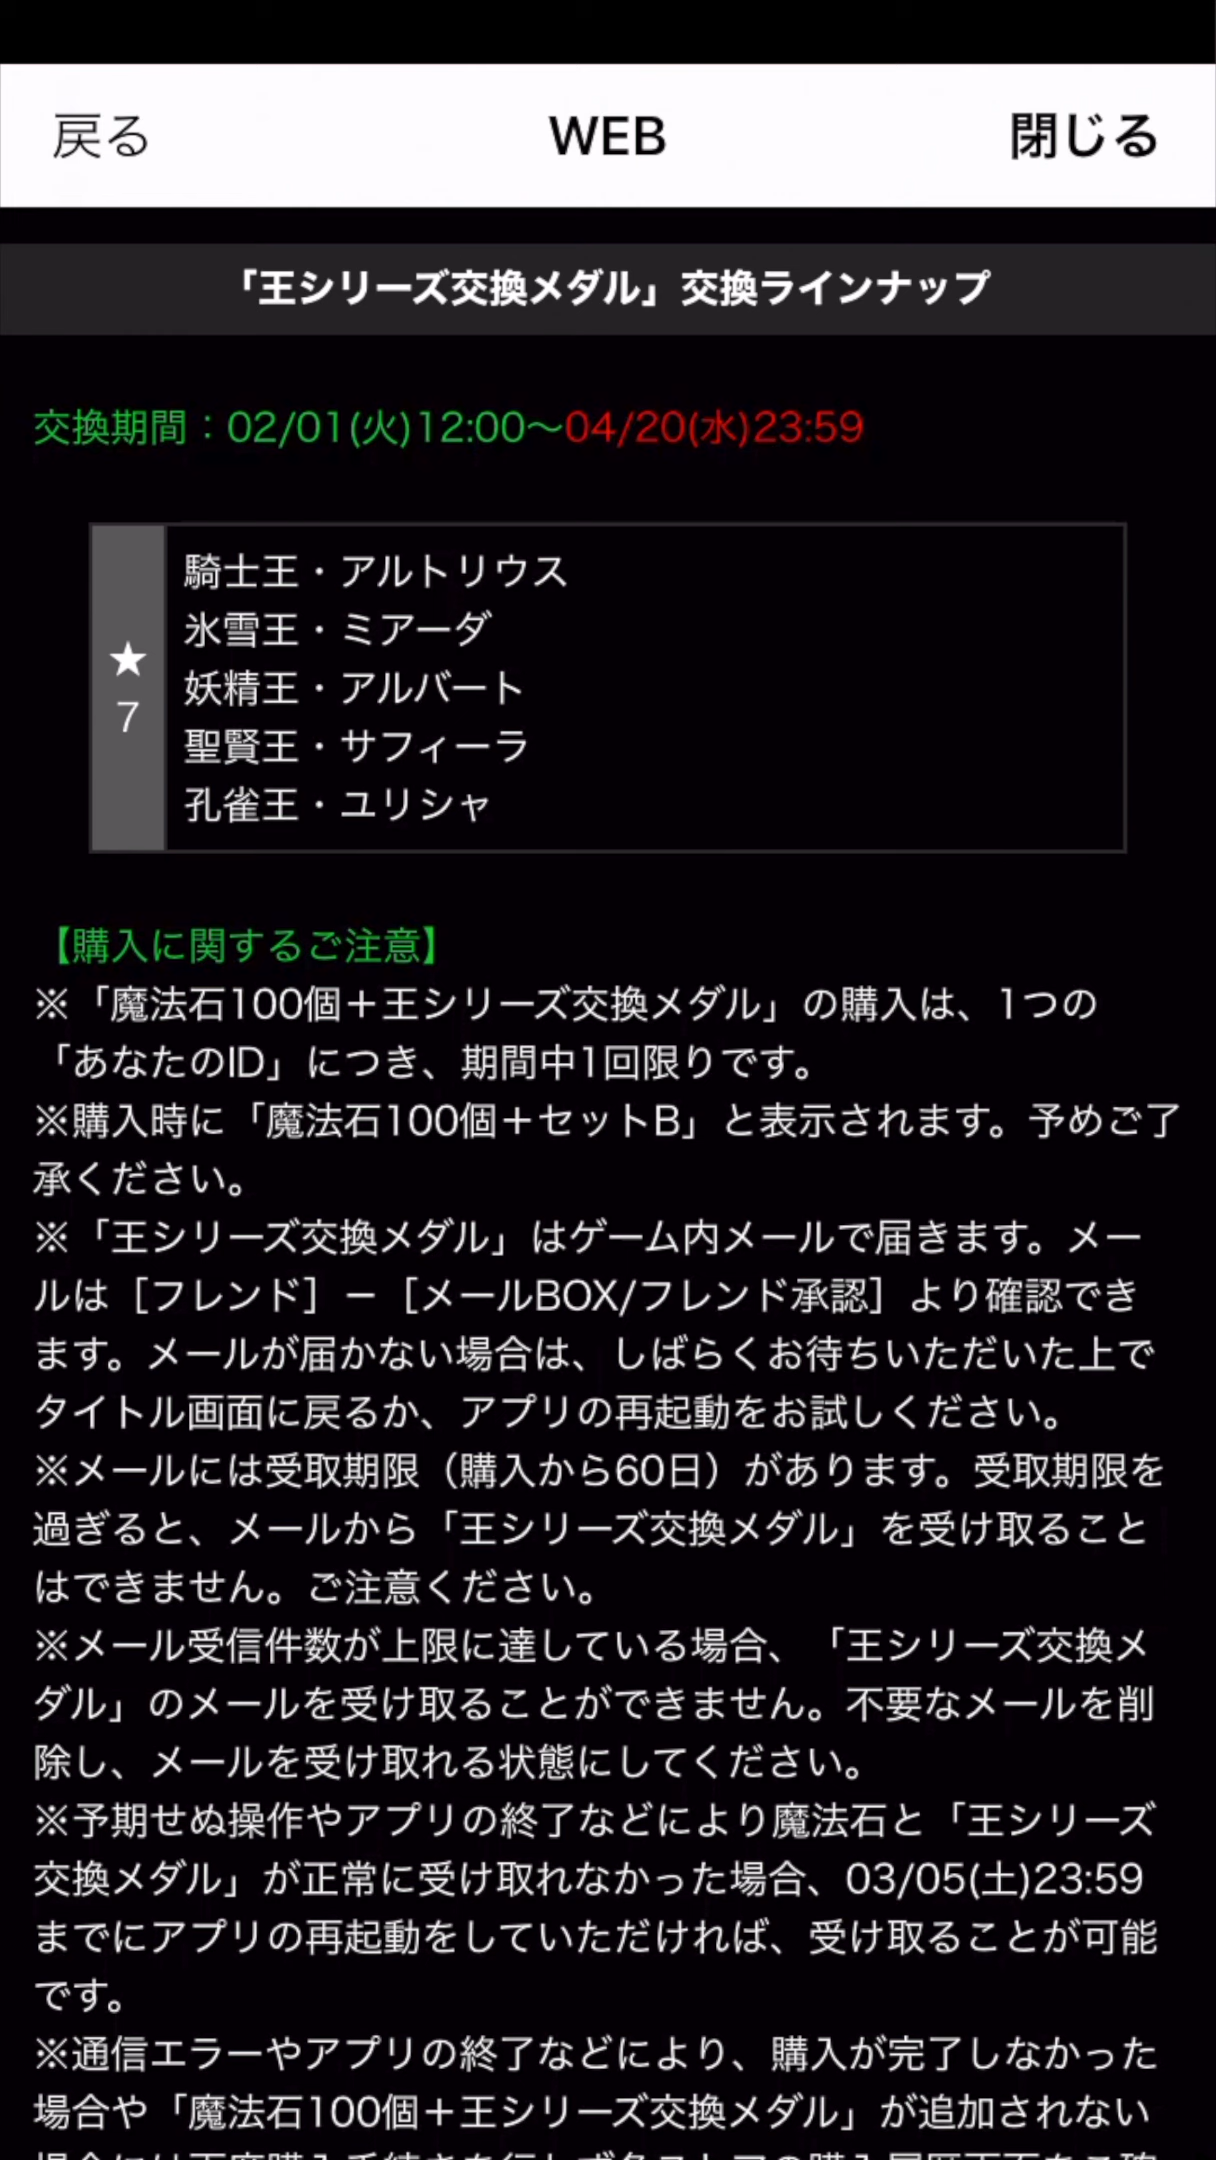 戻る WEB 閉じる
「王シリーズ交換メダル」交換ラインナップ
交換期間：02/01(火)12:00〜04/20(水)23:59
★7
騎士王・アルトリウス
氷雪王・ミアーダ
妖精王・アルバート
聖賢王・サフィーラ
孔雀王・ユリシャ
【購入に関するご注意】
※「魔法石100個＋王シリーズ交換メダル」の購入は、1つの
「あなたのID」につき、期間中1回限りです。
※購入時に「魔法石100個＋セットB」と表示されます。予めご了
承ください。
※「王シリーズ交換メダル」はゲーム内メールで届きます。メー
ルは［フレンド］－［メールBOX/フレンド承認］より確認でき
ます。メールが届かない場合は、しばらくお待ちいただいた上で
タイトル画面に戻るか、アプリの再起動をお試しください。
※メールには受取期限（購入から60日）があります。受取期限を
過ぎると、メールから「王シリーズ交換メダル」を受け取ること
はできません。ご注意ください。
※メール受信件数が上限に達している場合、「王シリーズ交換メ
ダル」のメールを受け取ることができません。不要なメールを削
除し、メールを受け取れる状態にしてください。
※予期せぬ操作やアプリの終了などにより魔法石と「王シリーズ
交換メダル」が正常に受け取れなかった場合、03/05(土)23:59
までにアプリの再起動をしていただければ、受け取ることが可能
です。
※通信エラーやアプリの終了などにより、購入が完了しなかった
場合や「魔法石100個＋王シリーズ交換メダル」が追加されない